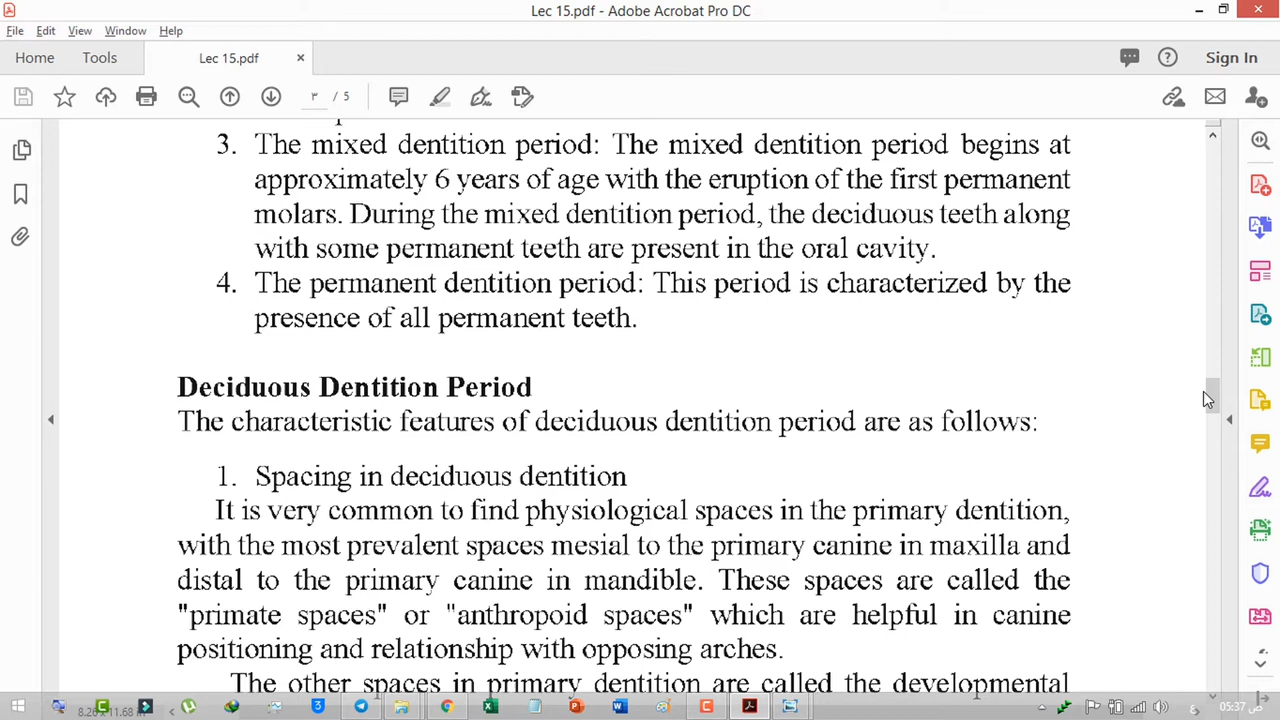 Lec 15.pdf - Adobe Acrobat Pro DC
File Edit View Window Help
Home Tools Lec 15.pdf × Sign In
٣ / 5
3. The mixed dentition period: The mixed dentition period begins at
approximately 6 years of age with the eruption of the first permanent
molars. During the mixed dentition period, the deciduous teeth along
with some permanent teeth are present in the oral cavity.
4. The permanent dentition period: This period is characterized by the
presence of all permanent teeth.
Deciduous Dentition Period
The characteristic features of deciduous dentition period are as follows:
1. Spacing in deciduous dentition
It is very common to find physiological spaces in the primary dentition,
with the most prevalent spaces mesial to the primary canine in maxilla and
distal to the primary canine in mandible. These spaces are called the
"primate spaces" or "anthropoid spaces" which are helpful in canine
positioning and relationship with opposing arches.
The other spaces in primary dentition are called the developmental
8.26 x 11.68 in
ع 05:37 ص